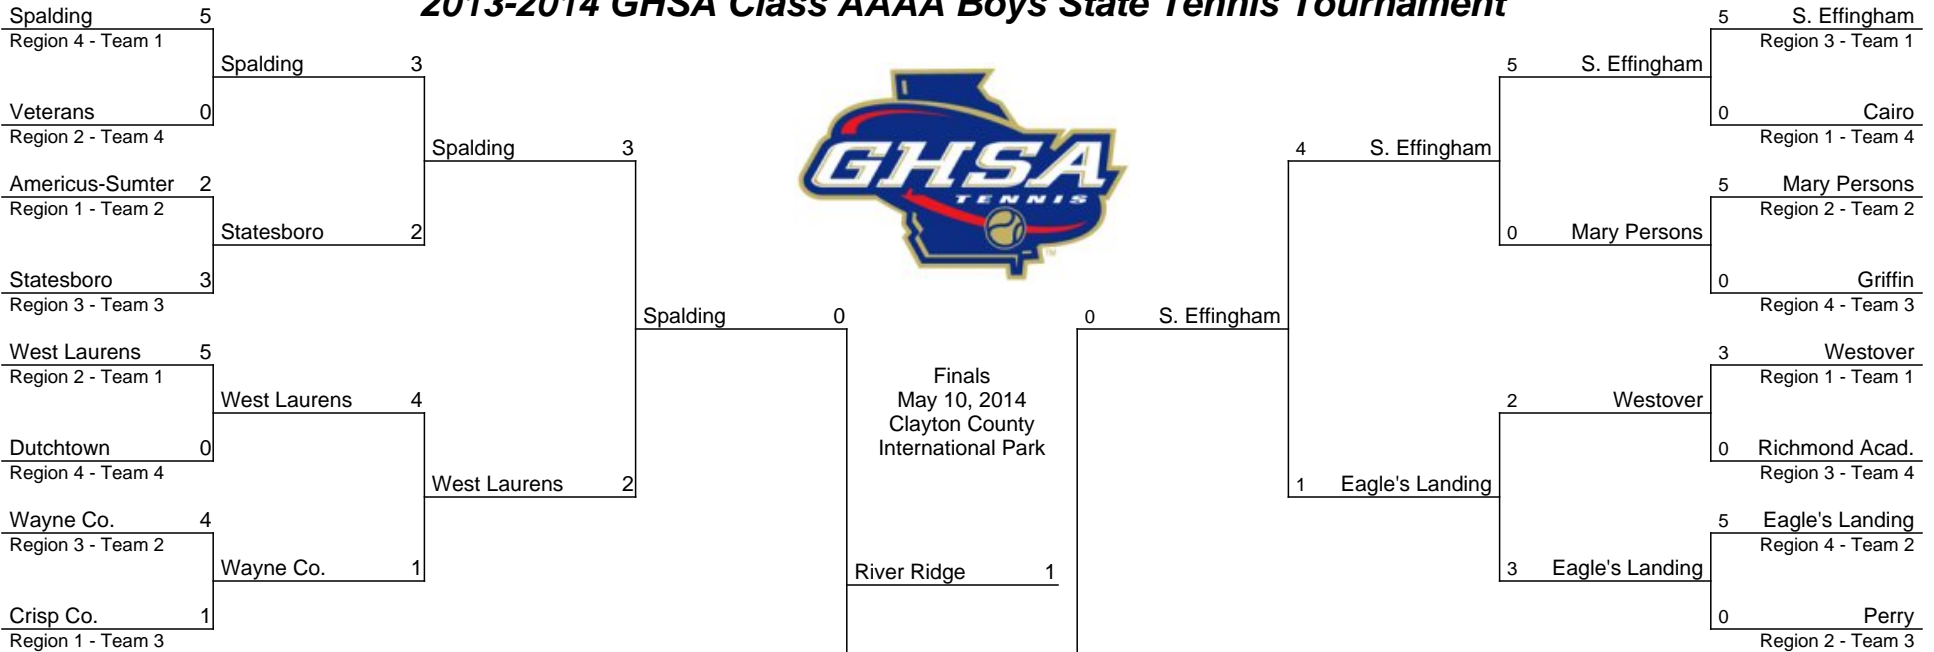 2013-2014 GHSA Class AAAA Boys State Tennis Tournament
Spalding 5
Region 4 - Team 1
Veterans 0
Region 2 - Team 4
Americus-Sumter 2
Region 1 - Team 2
Statesboro 3
Region 3 - Team 3
West Laurens 5
Region 2 - Team 1
Dutchtown 0
Region 4 - Team 4
Wayne Co. 4
Region 3 - Team 2
Crisp Co. 1
Region 1 - Team 3
Spalding 3
Statesboro 2
West Laurens 4
Wayne Co. 1
Spalding 3
West Laurens 2
Spalding 0
GHSA
TENNIS
TM
Finals
May 10, 2014
Clayton County
International Park
River Ridge 1
0 S. Effingham
4 S. Effingham
1 Eagle's Landing
5 S. Effingham
0 Mary Persons
2 Westover
3 Eagle's Landing
5 S. Effingham
Region 3 - Team 1
0 Cairo
Region 1 - Team 4
5 Mary Persons
Region 2 - Team 2
0 Griffin
Region 4 - Team 3
3 Westover
Region 1 - Team 1
0 Richmond Acad.
Region 3 - Team 4
5 Eagle's Landing
Region 4 - Team 2
0 Perry
Region 2 - Team 3